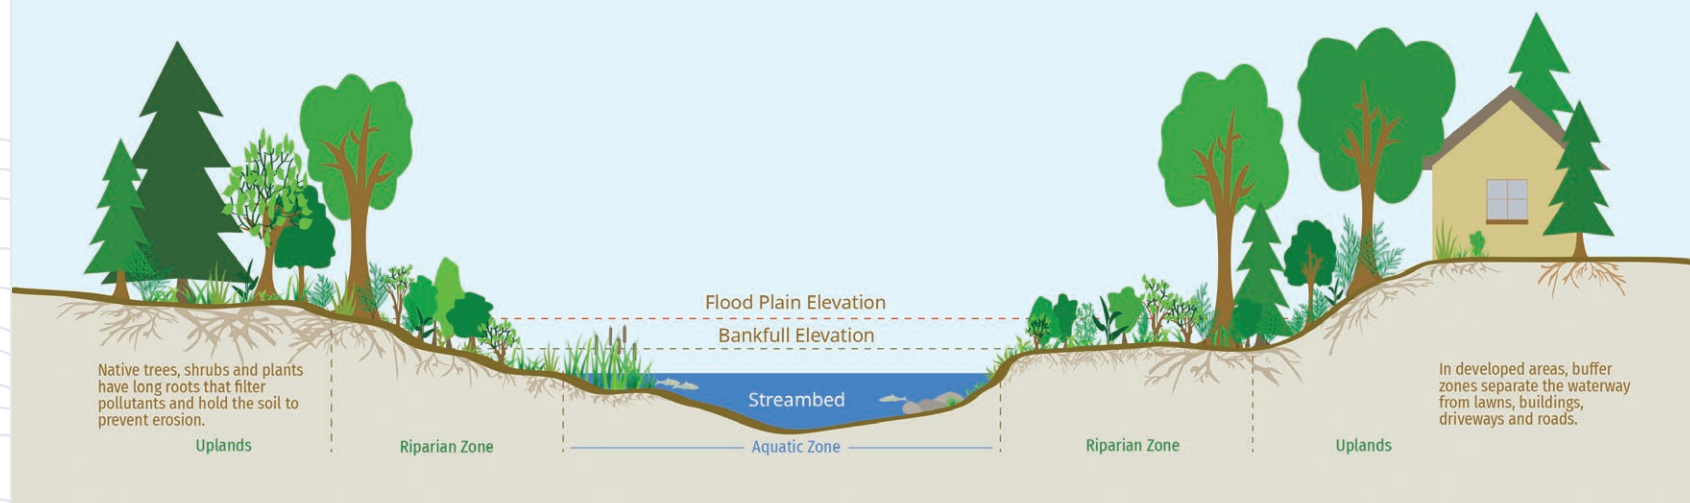 Flood Plain Elevation
Bankfull Elevation
Native trees, shrubs and plants
have long roots that filter
pollutants and hold the soil to
prevent erosion.
Streambed
In developed areas, buffer
zones separate the waterway
from lawns, buildings,
driveways and roads.
Uplands
Riparian Zone
Aquatic Zone
Riparian Zone
Uplands